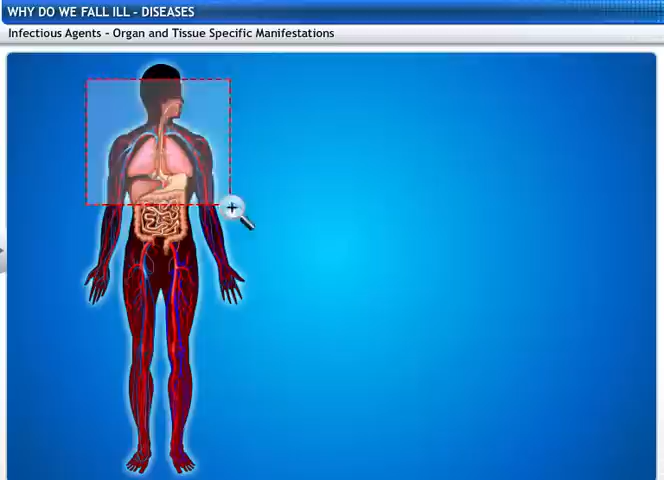 WHY DO WE FALL ILL - DISEASES
Infectious Agents - Organ and Tissue Specific Manifestations